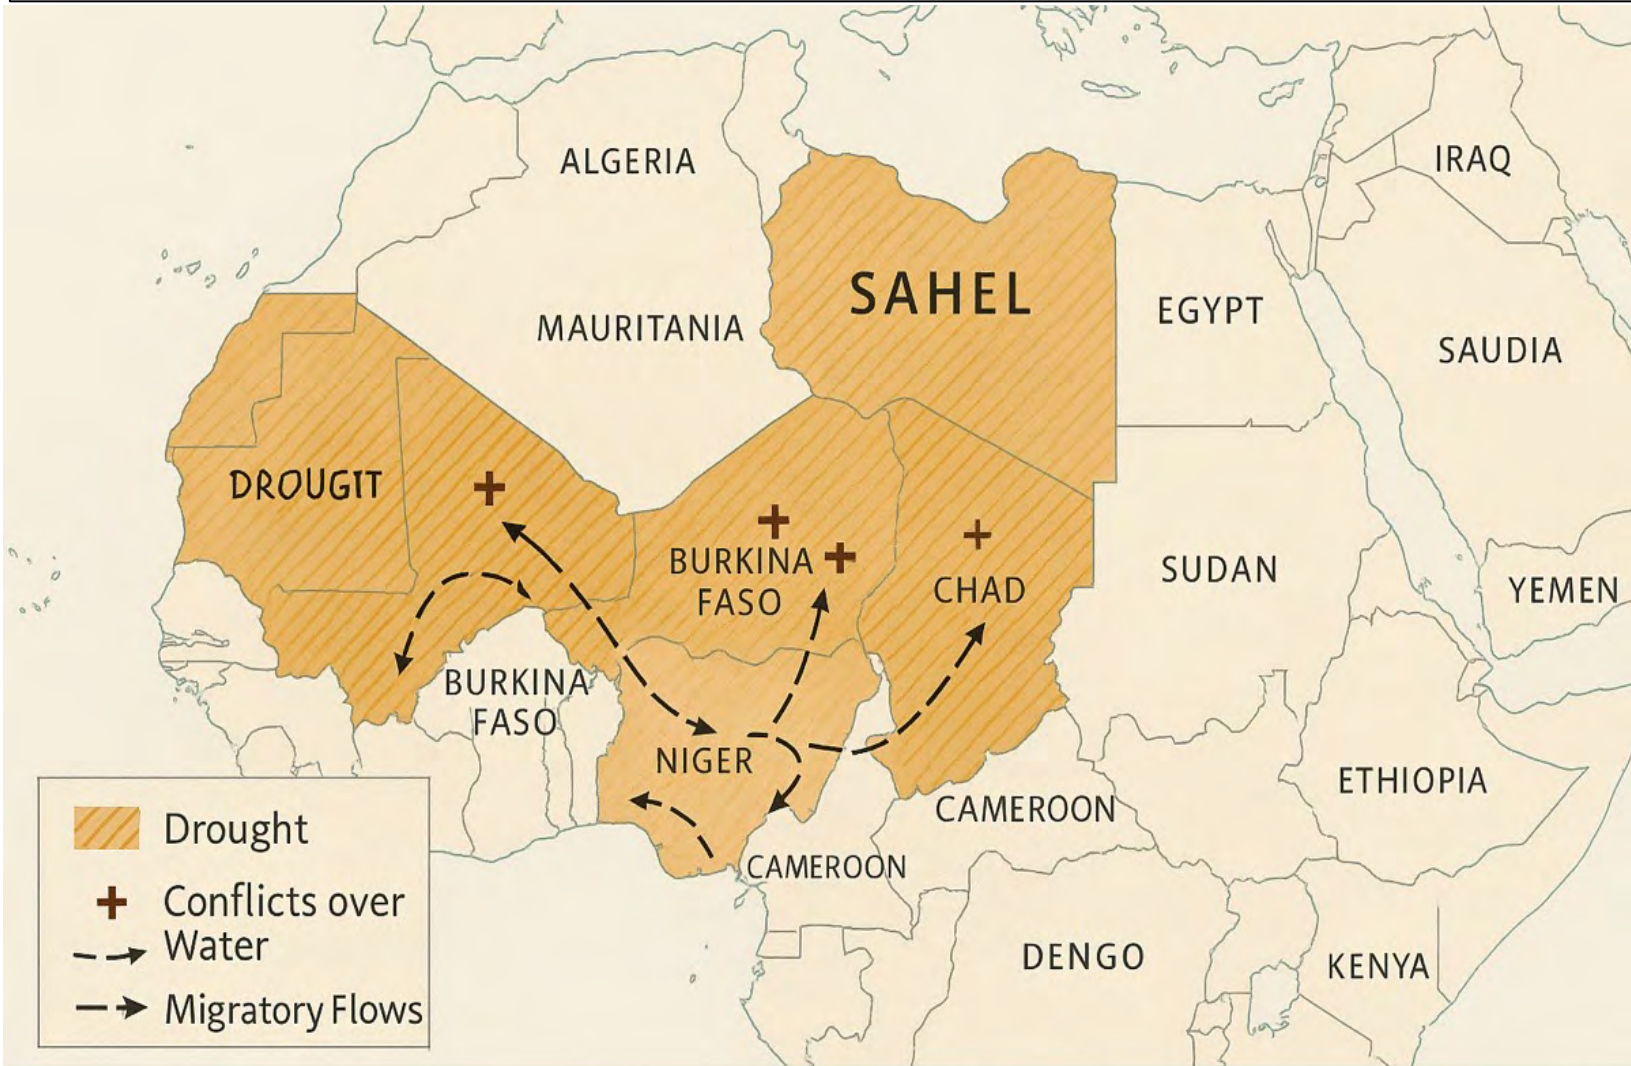 ALGERIA
IRAQ
SAHEL
EGYPT
MAURITANIA
SAUDIA
DROUGIT
BURKINA
FASO
CHAD
SUDAN
YEMEN
BURKINA
FASO
NIGER
ETHIOPIA
CAMEROON
CAMEROON
DENGO
KENYA
Drought
Conflicts over
Water
Migratory Flows